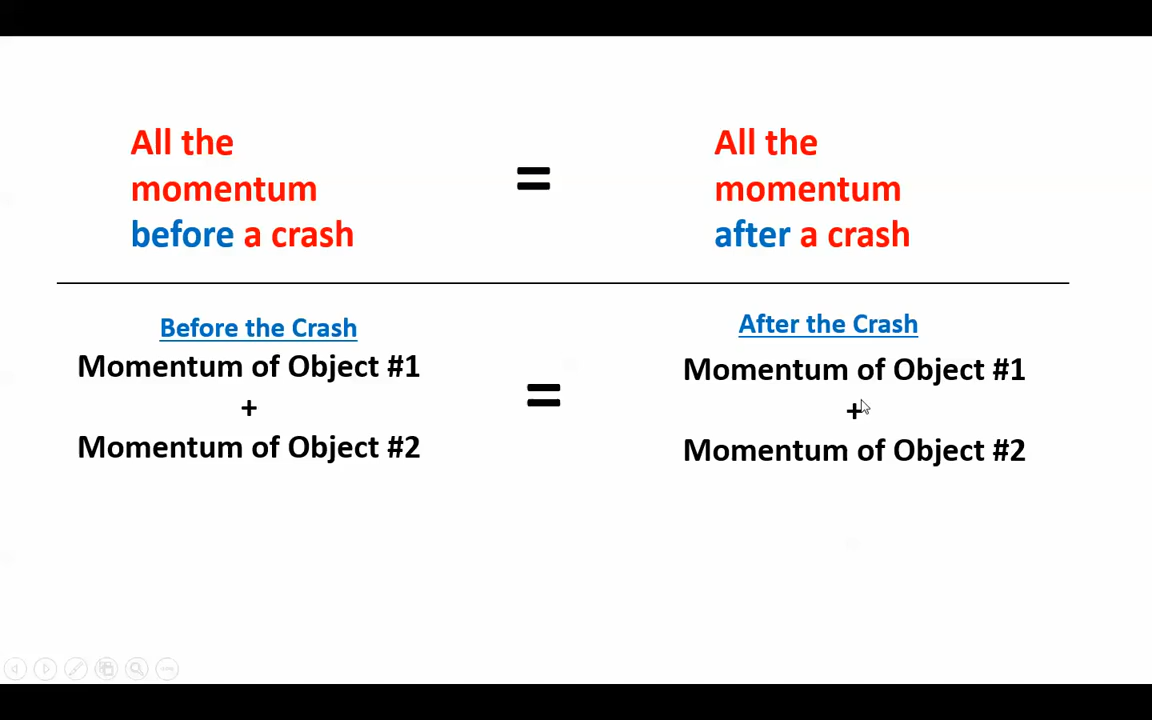 All the
momentum
before a crash
=
All the
momentum
after a crash
Before the Crash
Momentum of Object #1
+
Momentum of Object #2
=
After the Crash
Momentum of Object #1
+
Momentum of Object #2